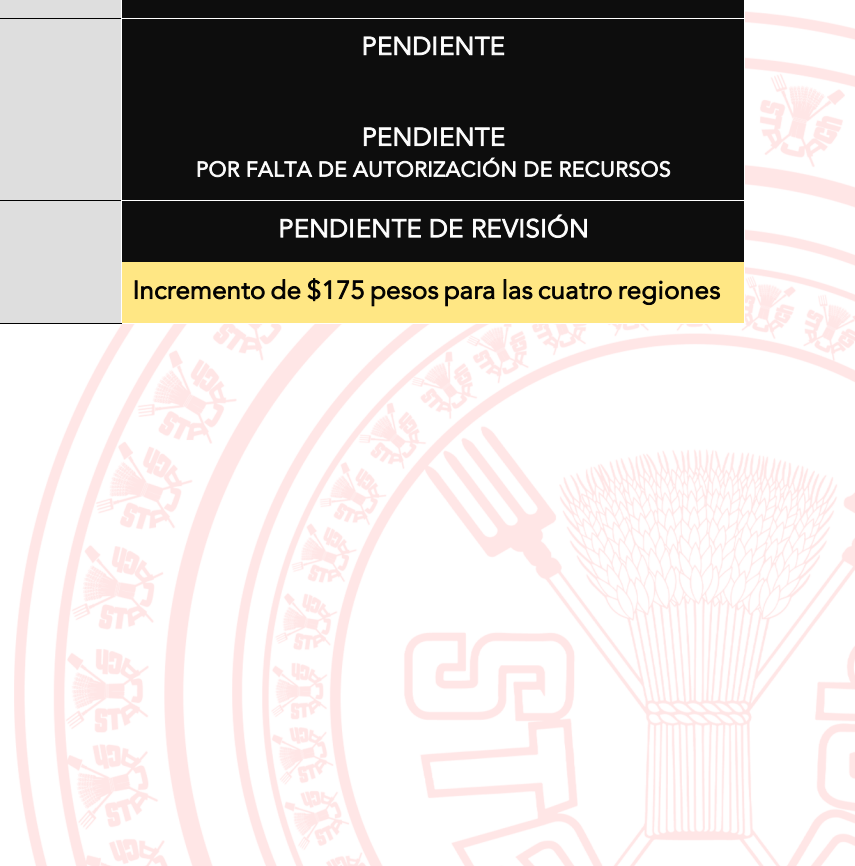 PENDIENTE
PENDIENTE
POR FALTA DE AUTORIZACIÓN DE RECURSOS
PENDIENTE DE REVISIÓN
Incremento de $175 pesos para las cuatro regiones